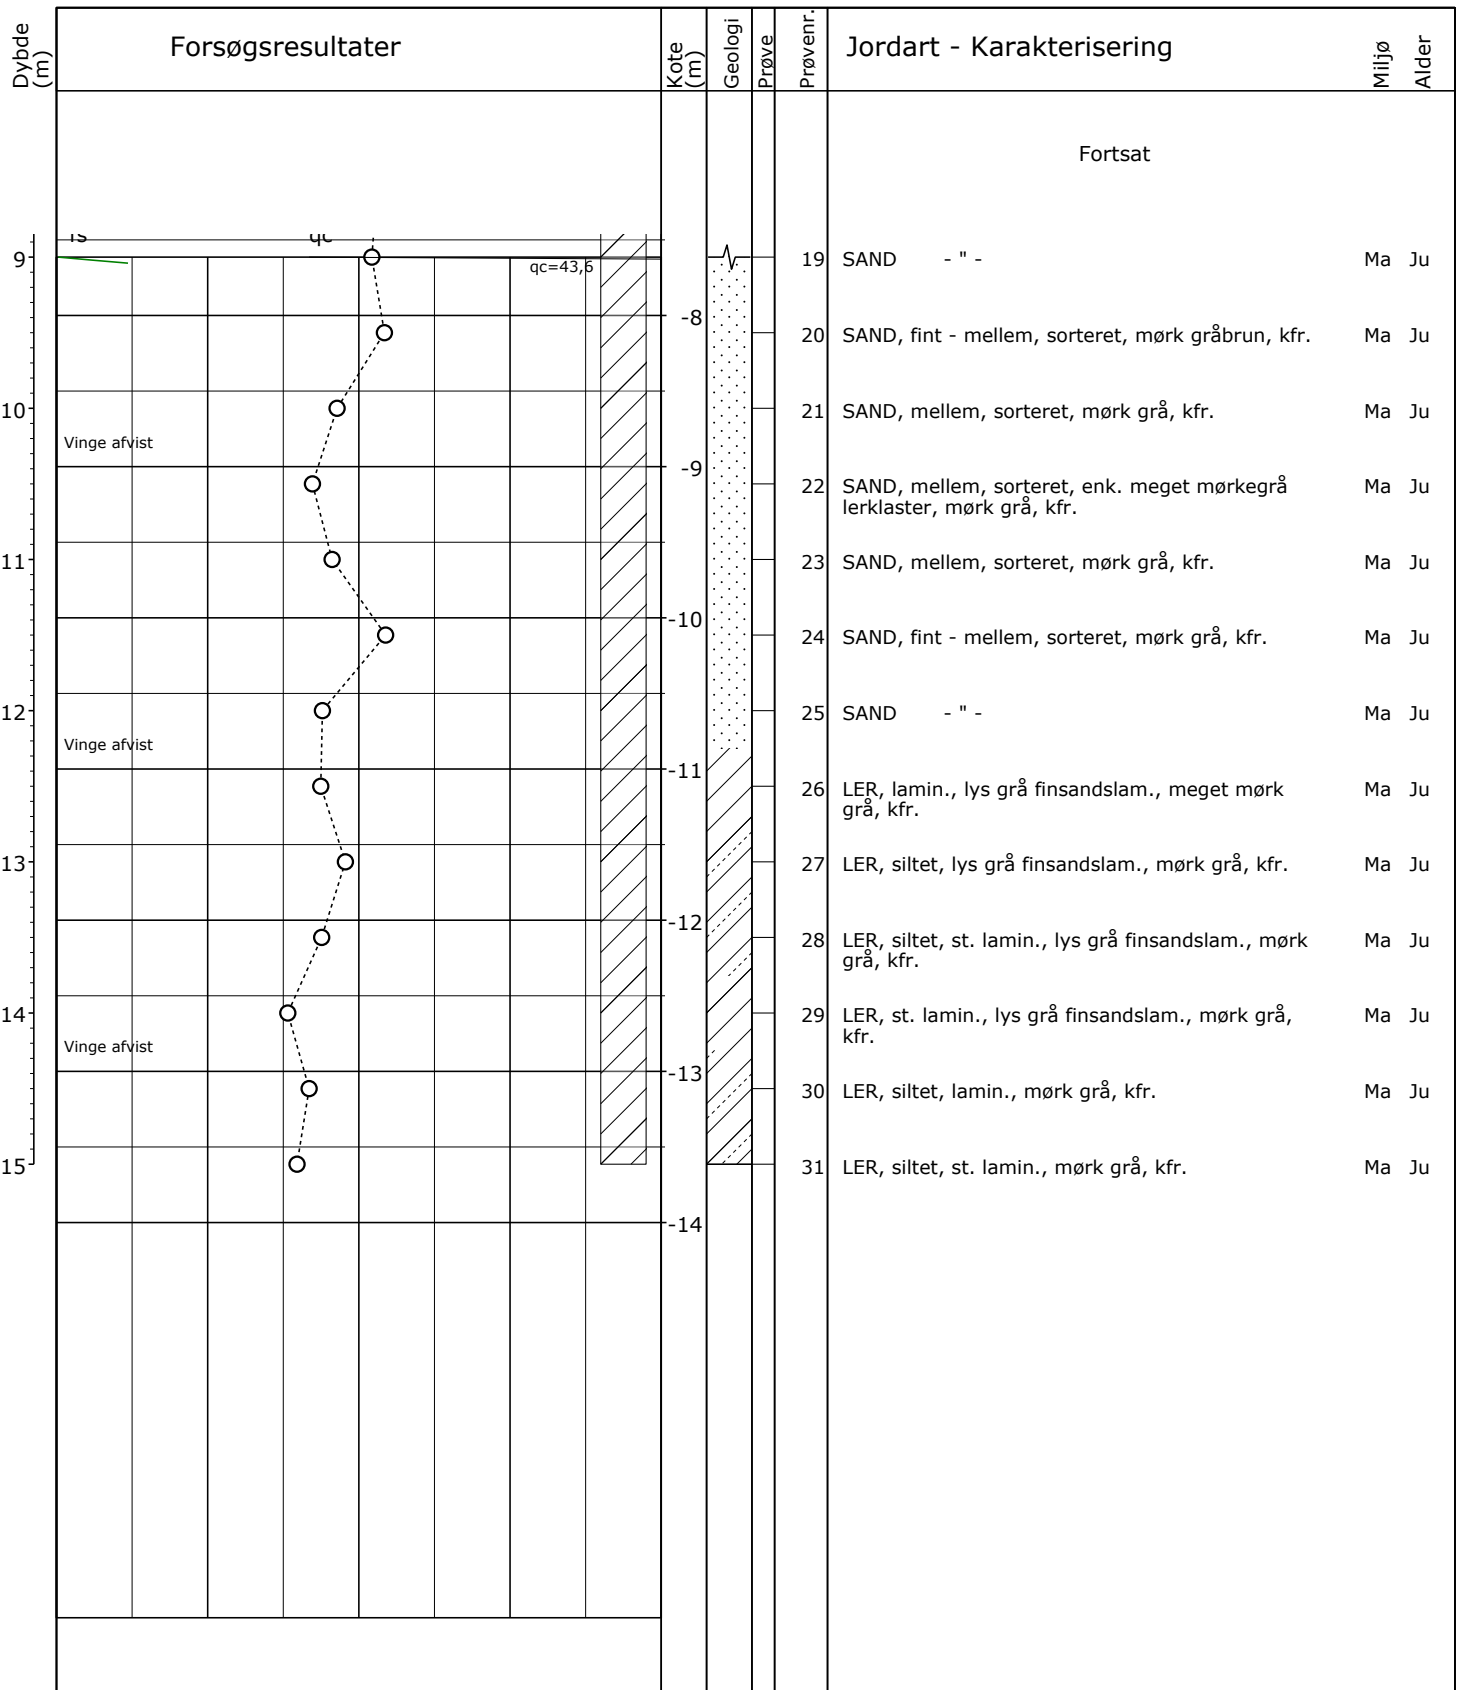 Dybde (m)
Forsøgsresultater
Kote (m)
Geologi
Prøve
Prøvenr.
Jordart - Karakterisering
Miljø
Alder
Fortsat
9
qc=43,6
19 SAND - " - Ma Ju
-8
20 SAND, fint - mellem, sorteret, mørk gråbrun, kfr. Ma Ju
10
21 SAND, mellem, sorteret, mørk grå, kfr. Ma Ju
Vinge afvist
-9
22 SAND, mellem, sorteret, enk. meget mørkegrå Ma Ju
lerklaster, mørk grå, kfr.
11
23 SAND, mellem, sorteret, mørk grå, kfr. Ma Ju
-10
24 SAND, fint - mellem, sorteret, mørk grå, kfr. Ma Ju
12
25 SAND - " - Ma Ju
Vinge afvist
-11
26 LER, lamin., lys grå finsandslam., meget mørk Ma Ju
grå, kfr.
13
27 LER, siltet, lys grå finsandslam., mørk grå, kfr. Ma Ju
-12
28 LER, siltet, st. lamin., lys grå finsandslam., mørk Ma Ju
grå, kfr.
14
29 LER, st. lamin., lys grå finsandslam., mørk grå, Ma Ju
kfr.
Vinge afvist
-13
30 LER, siltet, lamin., mørk grå, kfr. Ma Ju
15
31 LER, siltet, st. lamin., mørk grå, kfr. Ma Ju
-14